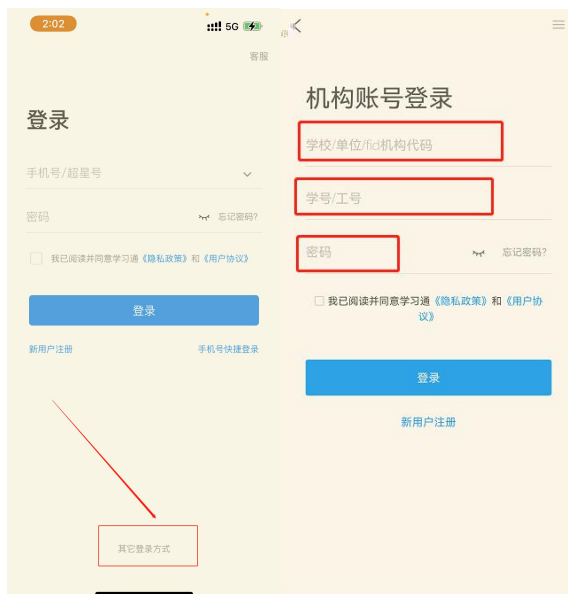 2:02
5G
客服
登录
手机号/超星号
密码
忘记密码?
我已阅读并同意学习通《隐私政策》和《用户协议》
登录
新用户注册
手机号快捷登录
其它登录方式
机构账号登录
学校/单位/fid机构代码
学号/工号
密码
忘记密码?
我已阅读并同意学习通《隐私政策》和《用户协
议》
登录
新用户注册